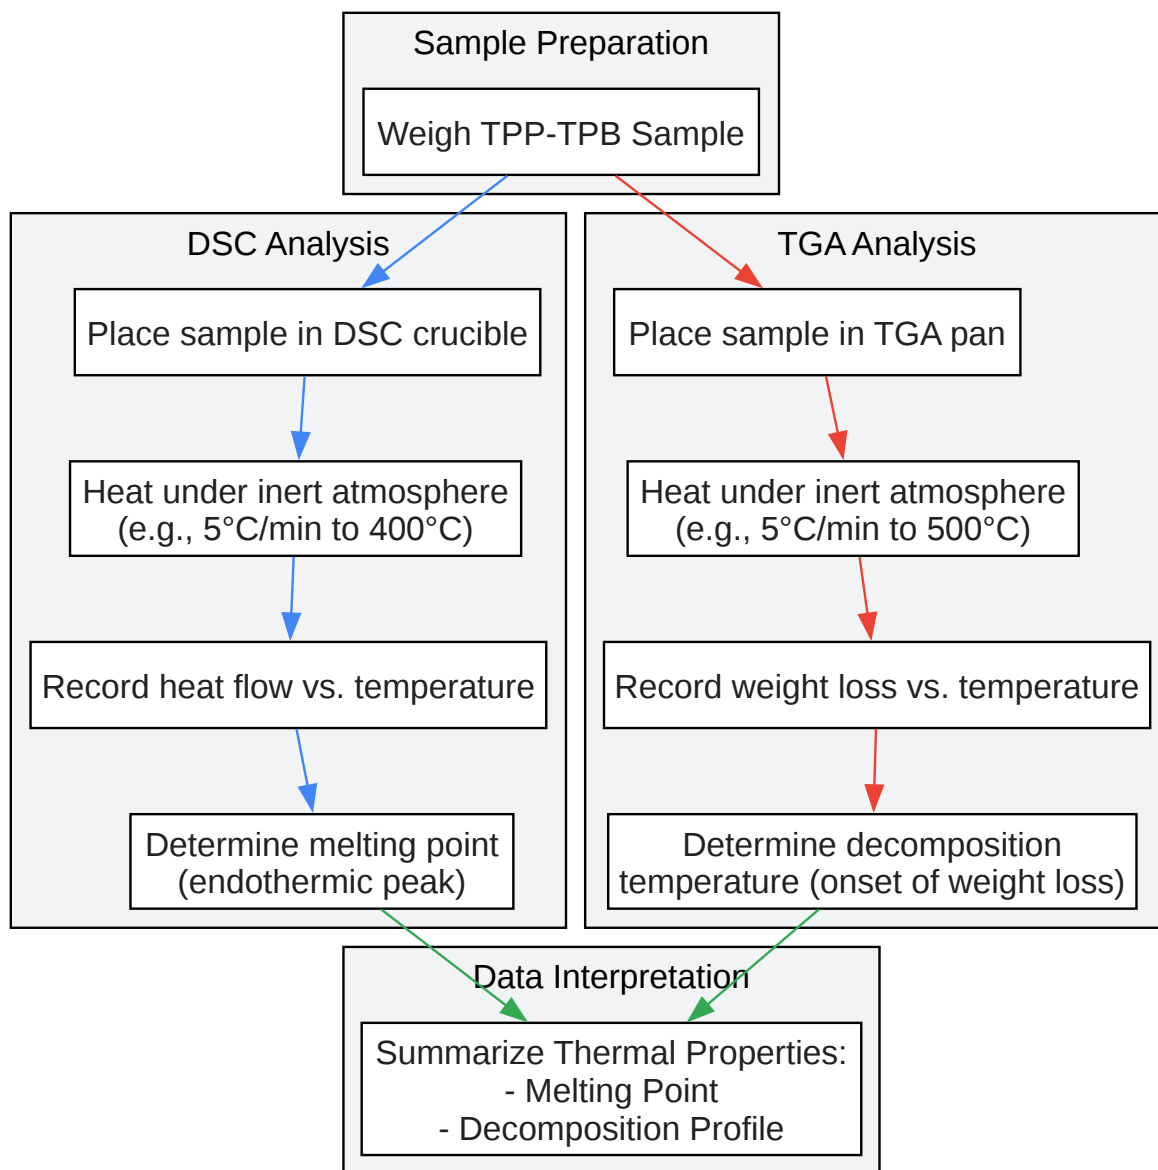 Sample Preparation
Weigh TPP-TPB Sample
DSC Analysis
Place sample in DSC crucible
Heat under inert atmosphere
(e.g., 5°C/min to 400°C)
Record heat flow vs. temperature
Determine melting point
(endothermic peak)
TGA Analysis
Place sample in TGA pan
Heat under inert atmosphere
(e.g., 5°C/min to 500°C)
Record weight loss vs. temperature
Determine decomposition
temperature (onset of weight loss)
Data Interpretation
Summarize Thermal Properties:
- Melting Point
- Decomposition Profile